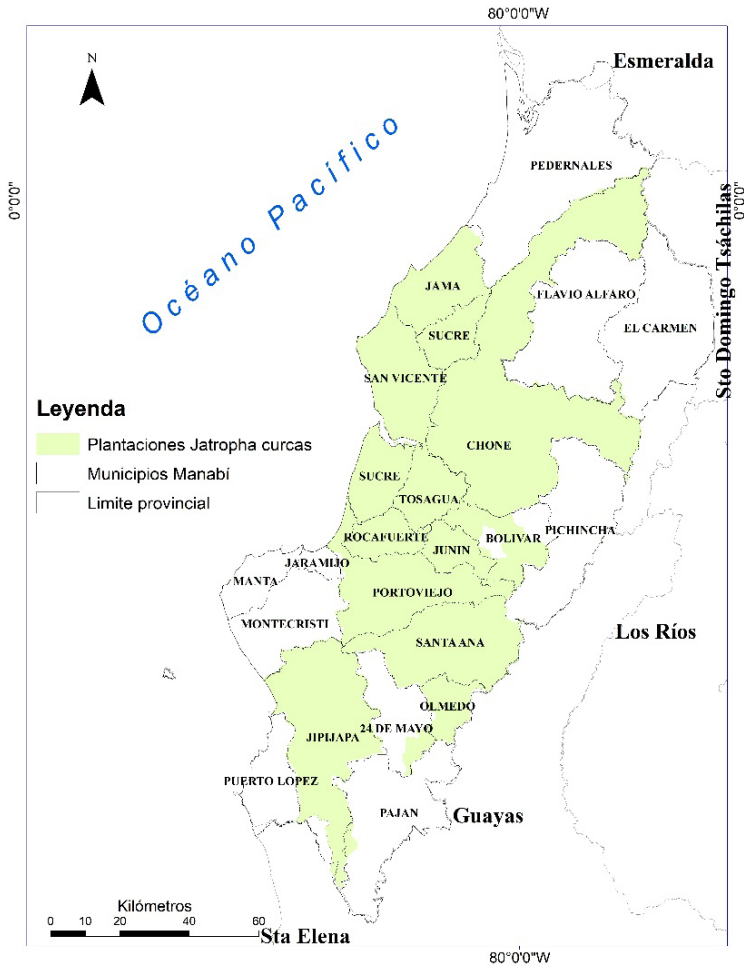 80°0'0"W
Esmeralda
N
Océano Pacífico
PEDERNALES
0°0'0"
0°0'0"
Sto Domingo Tsáchilas
JAMA
FLAVIO ALFARO
EL CARMEN
SUCRE
SAN VICENTE
Leyenda
Plantaciones Jatropha curcas
Municipios Manabí
Limite provincial
CHONE
SUCRE
TOSAGUA
ROCAFUERTE
JUNIN
BOLIVAR
PICHINCHA
JARAMIJO
MANTA
PORTOVIEJO
MONTECRISTI
SANTA ANA
Los Ríos
OLMEDO
24 DE MAYO
JIPIJAPA
PUERTO LOPEZ
PAJAN
Guayas
Kilómetros
0 10 20 40 60
Sta Elena
80°0'0"W